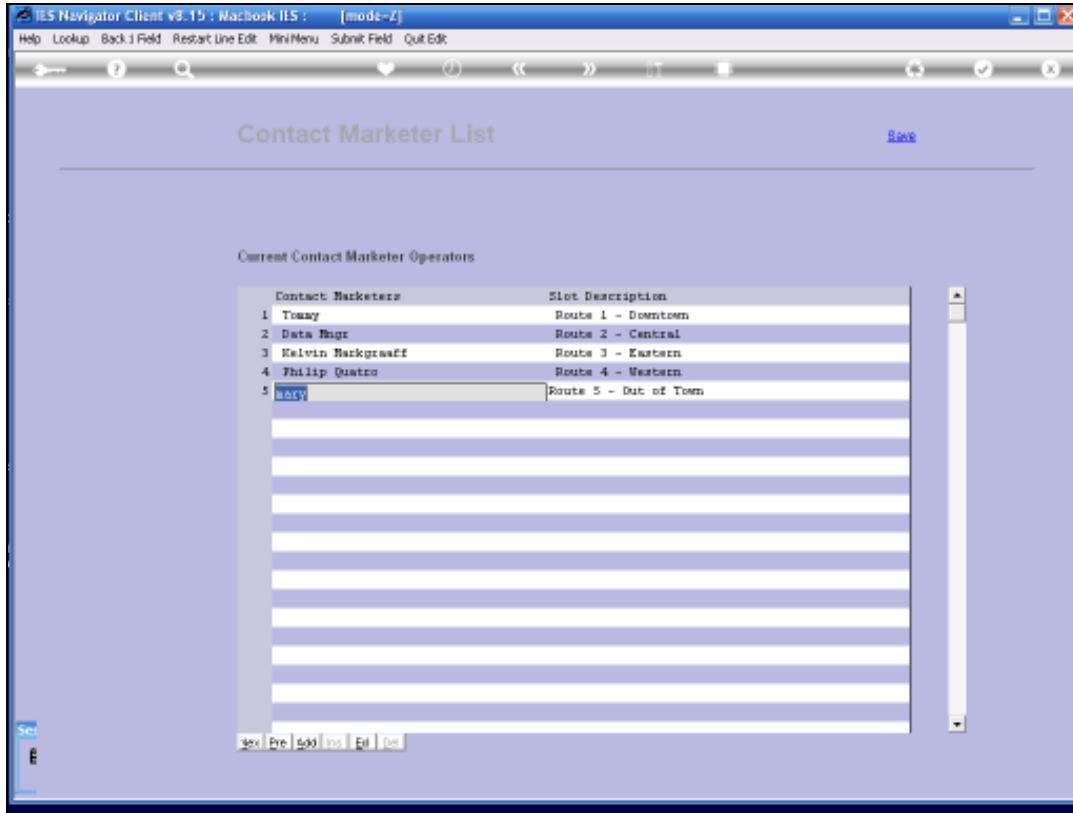 IES Navigator Client v8.15 : Macbook IES : [mode=Z]
Help Lookup Back 1 Field Restart Line Edit MiniMenu Submit Field Quit Edit
Contact Marketer List
Save
Current Contact Marketer Operators
Contact Marketers Slot Description
1 Tommy Route 1 - Downtown
2 Data Mngr Route 2 - Central
3 Kelvin Markgraaff Route 3 - Eastern
4 Philip Quatro Route 4 - Western
5 mary Route 5 - Out of Town
Nex Pre Add Ins Del